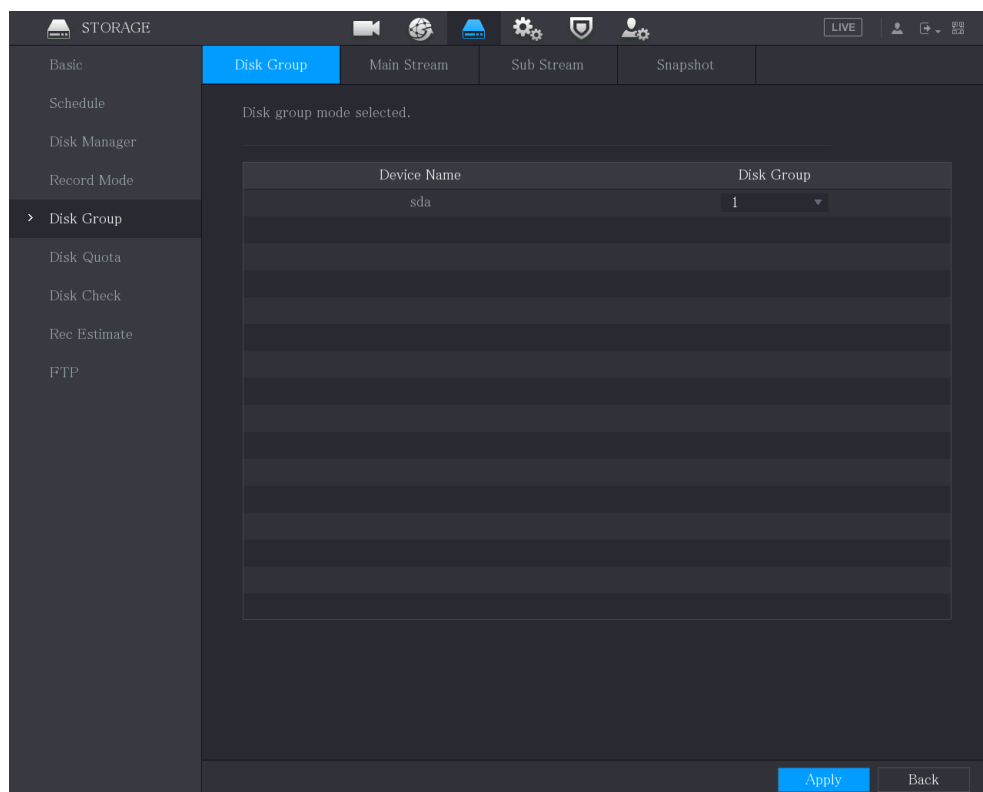 STORAGE
LIVE
Basic
Schedule
Disk Manager
Record Mode
Disk Group
Disk Quota
Disk Check
Rec Estimate
FTP
Disk Group Main Stream Sub Stream Snapshot
Disk group mode selected.
Device Name Disk Group
sda 1
Apply Back